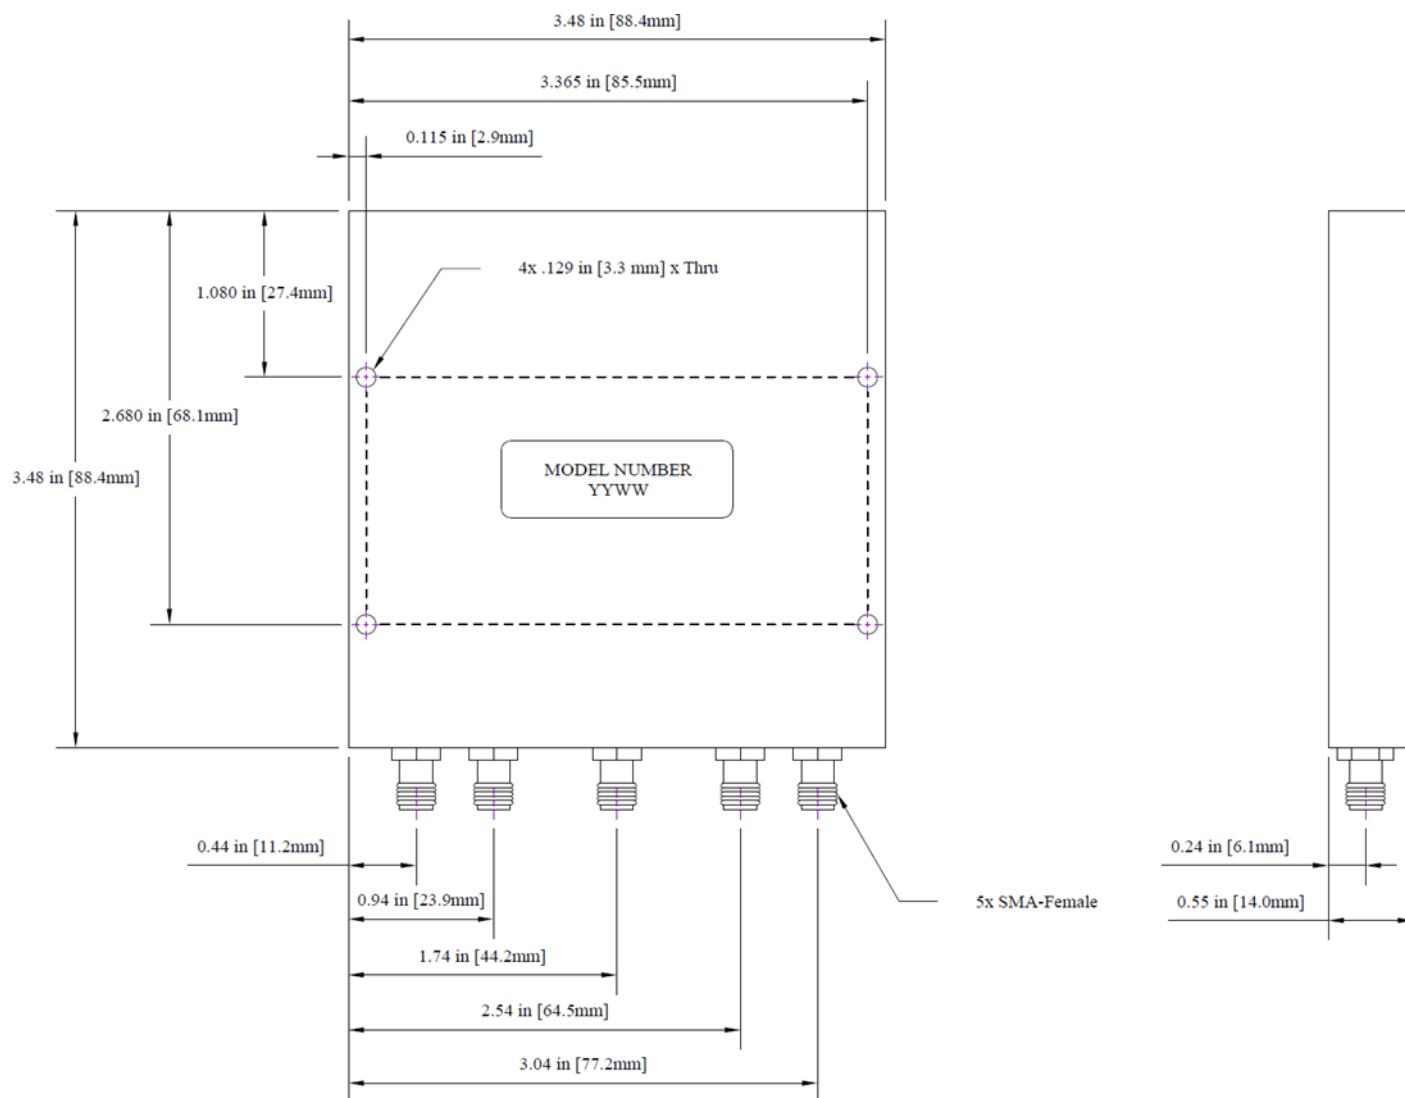 3.48 in [88.4mm]
3.365 in [85.5mm]
0.115 in [2.9mm]
4x .129 in [3.3 mm] x Thru
1.080 in [27.4mm]
2.680 in [68.1mm]
3.48 in [88.4mm]
MODEL NUMBER
YYWW
0.44 in [11.2mm]
0.24 in [6.1mm]
0.94 in [23.9mm]
5x SMA-Female
0.55 in [14.0mm]
1.74 in [44.2mm]
2.54 in [64.5mm]
3.04 in [77.2mm]